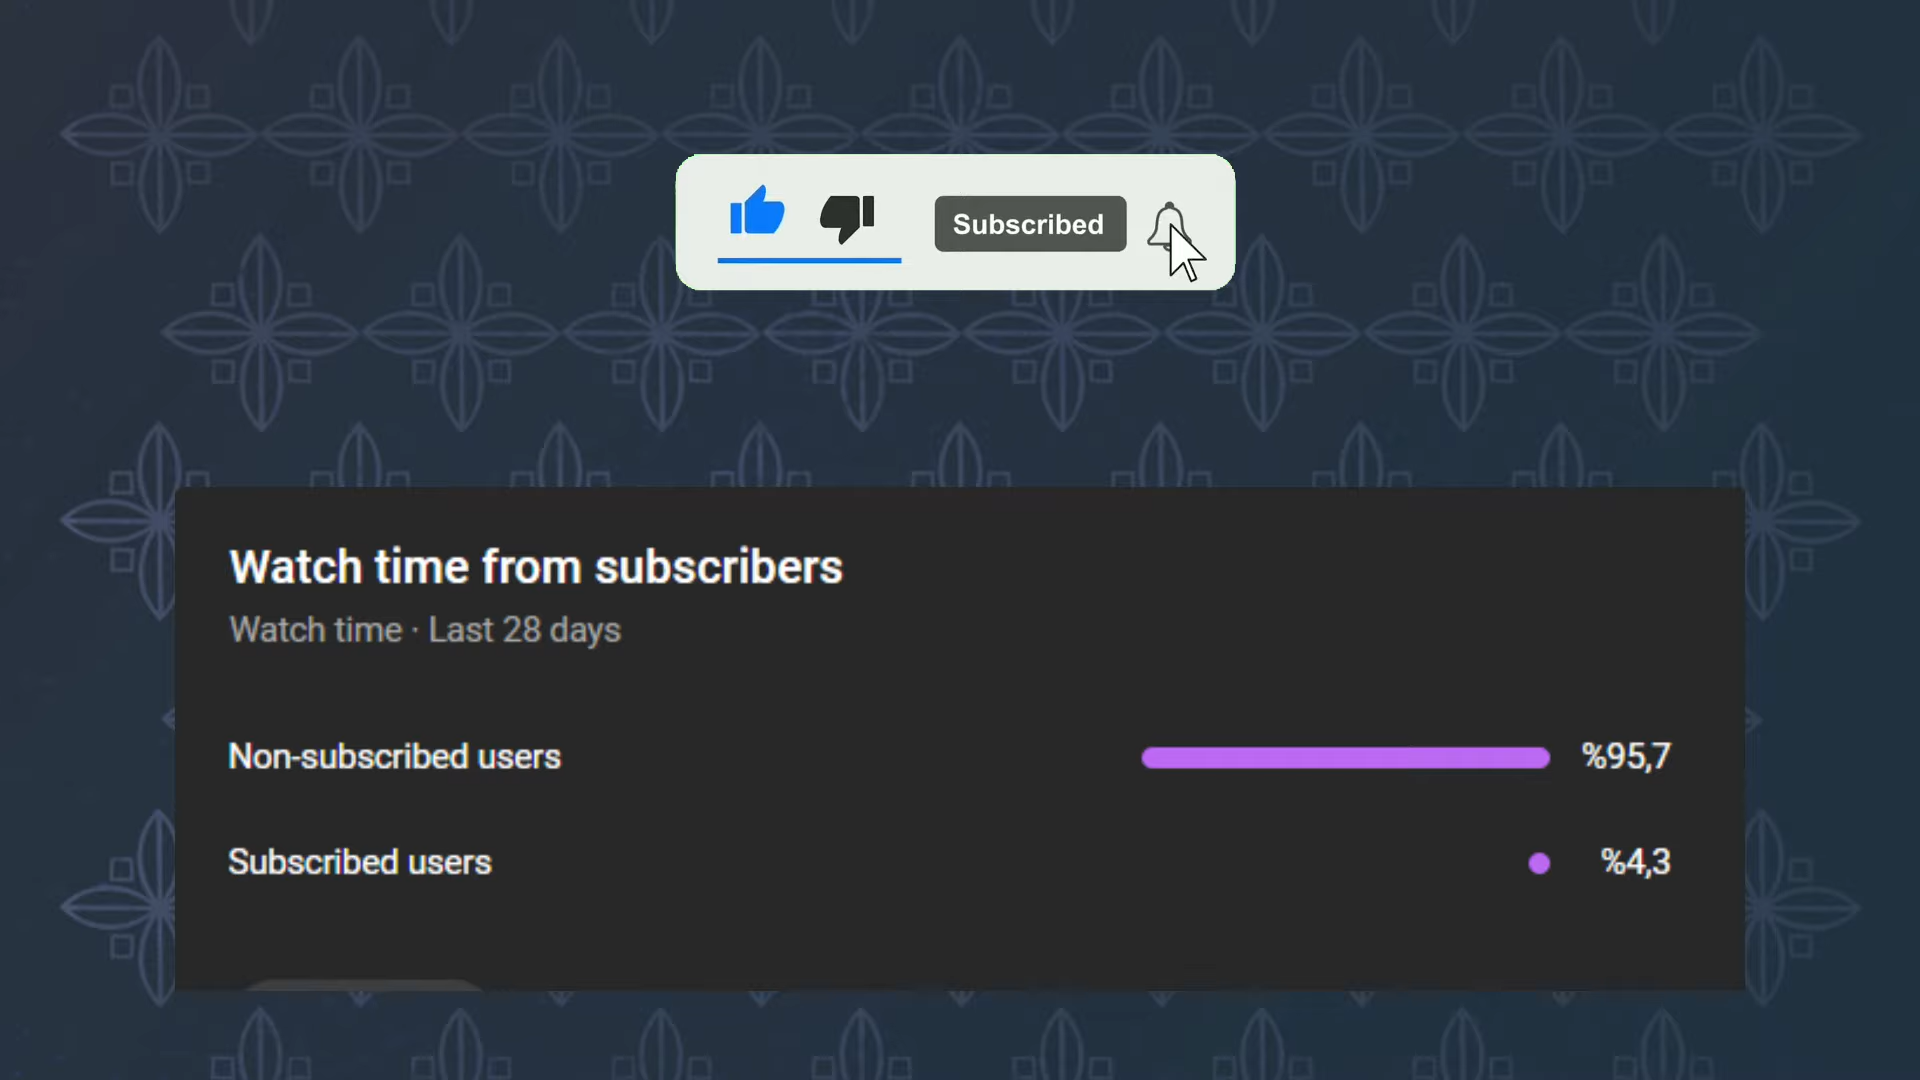 Subscribed
Watch time from subscribers
Watch time · Last 28 days
Non-subscribed users %95,7
Subscribed users %4,3